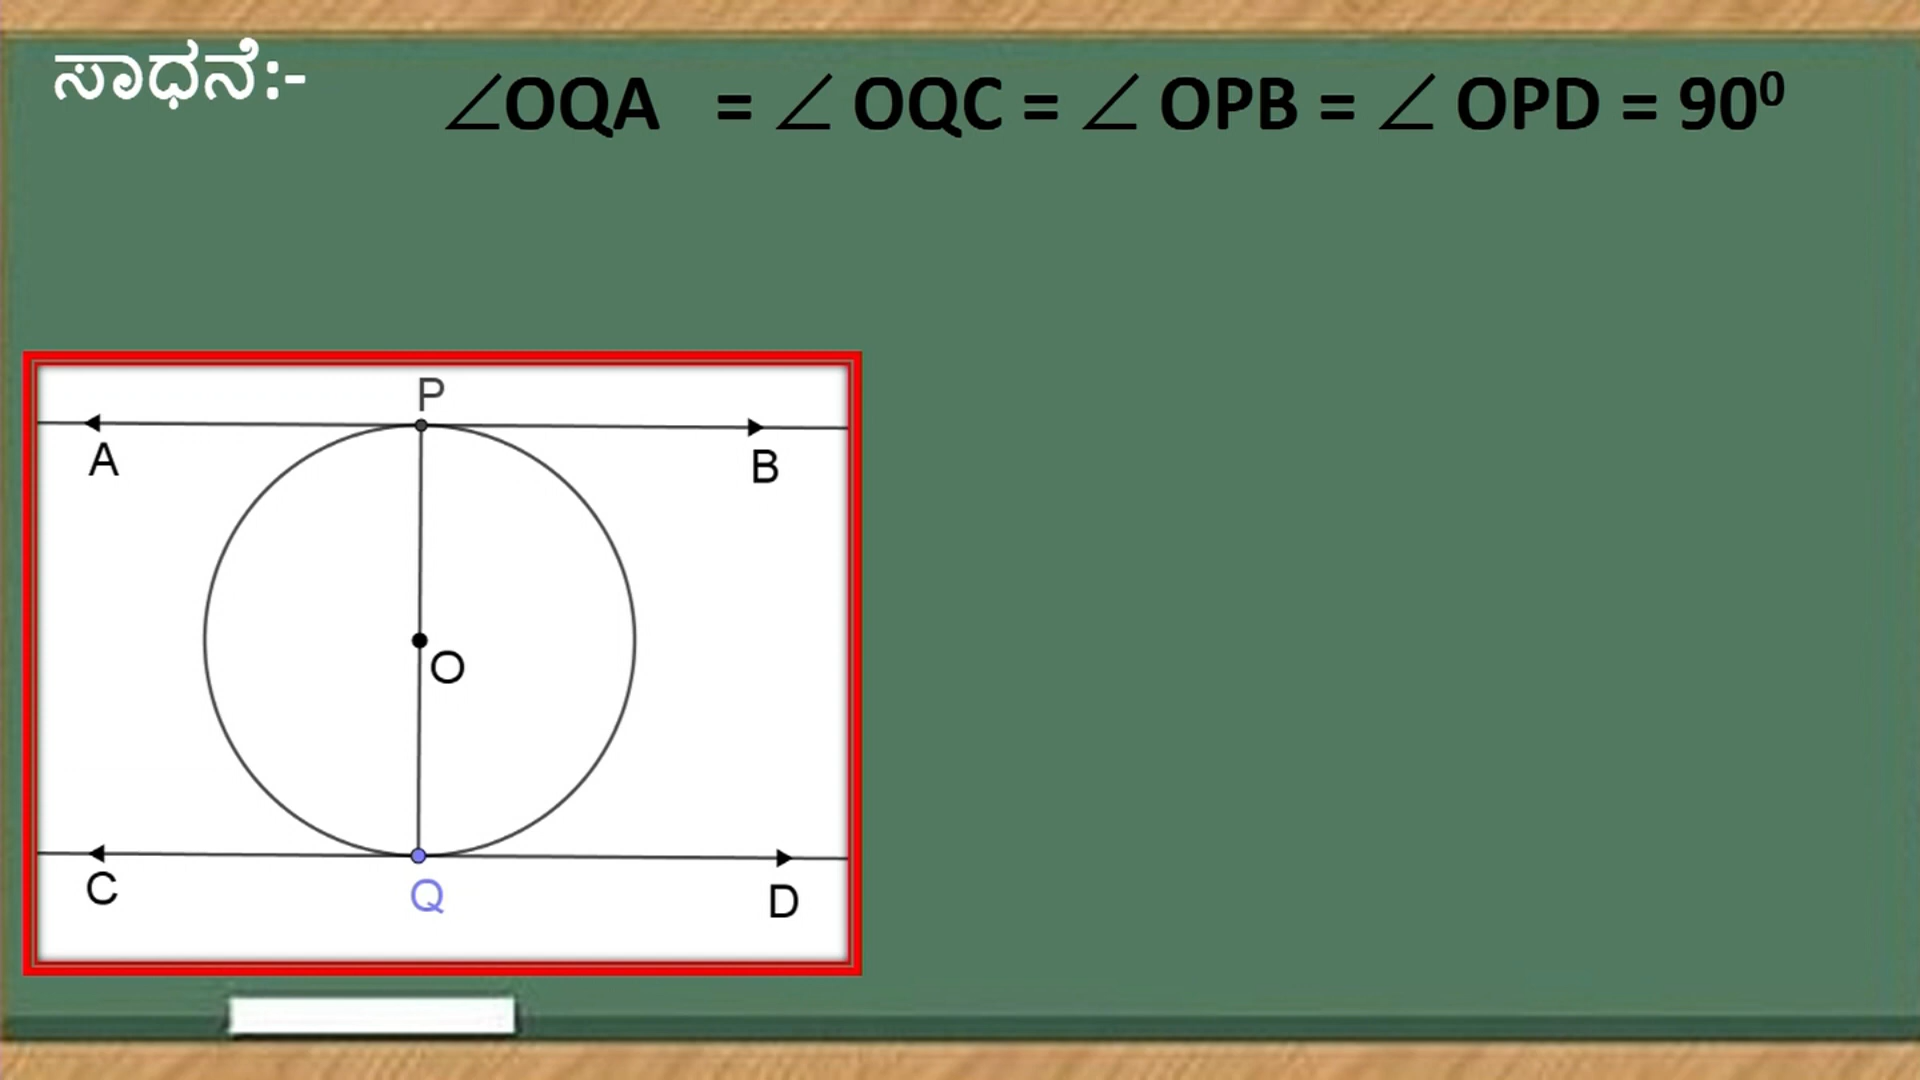 ಸಾಧನೆ:-
∠OQA = ∠ OQC = ∠ OPB = ∠ OPD = 90⁰
P
A
B
O
C
Q
D